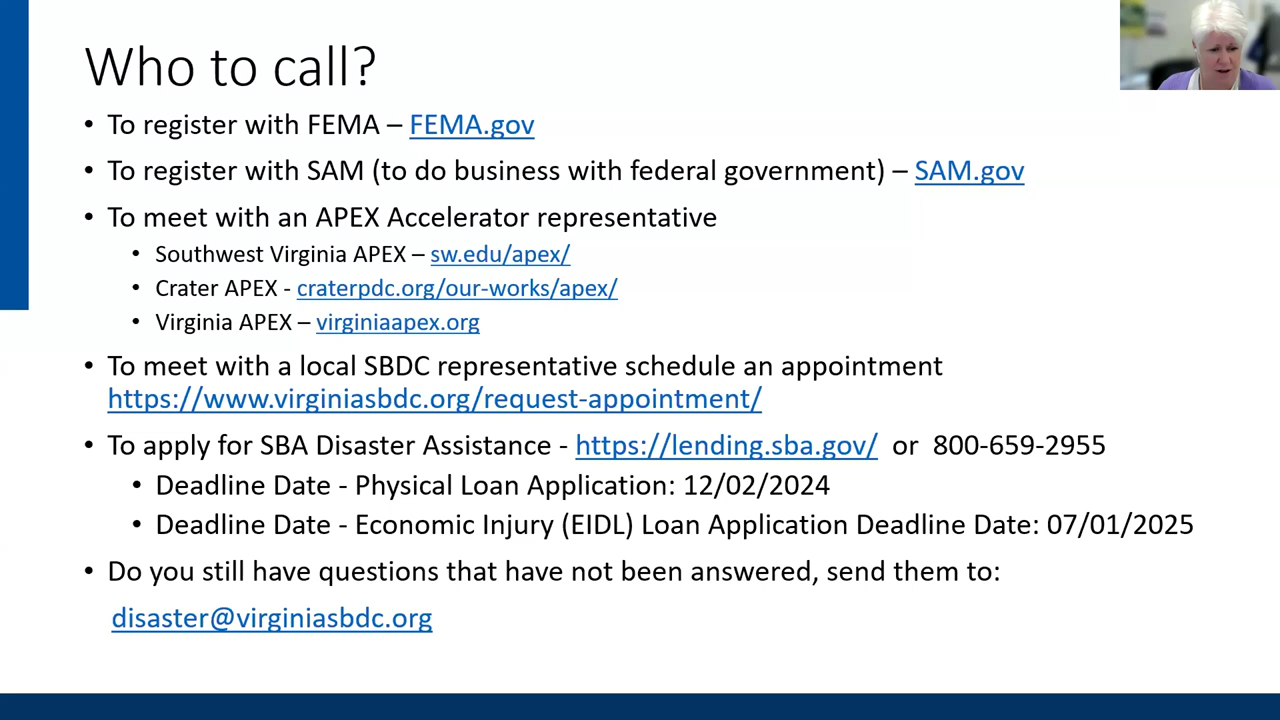 Who to call?
• To register with FEMA – FEMA.gov
• To register with SAM (to do business with federal government) – SAM.gov
• To meet with an APEX Accelerator representative
• Southwest Virginia APEX – sw.edu/apex/
• Crater APEX - craterpdc.org/our-works/apex/
• Virginia APEX – virginiaapex.org
• To meet with a local SBDC representative schedule an appointment
https://www.virginiasbdc.org/request-appointment/
• To apply for SBA Disaster Assistance - https://lending.sba.gov/ or 800-659-2955
• Deadline Date - Physical Loan Application: 12/02/2024
• Deadline Date - Economic Injury (EIDL) Loan Application Deadline Date: 07/01/2025
• Do you still have questions that have not been answered, send them to:
disaster@virginiasbdc.org